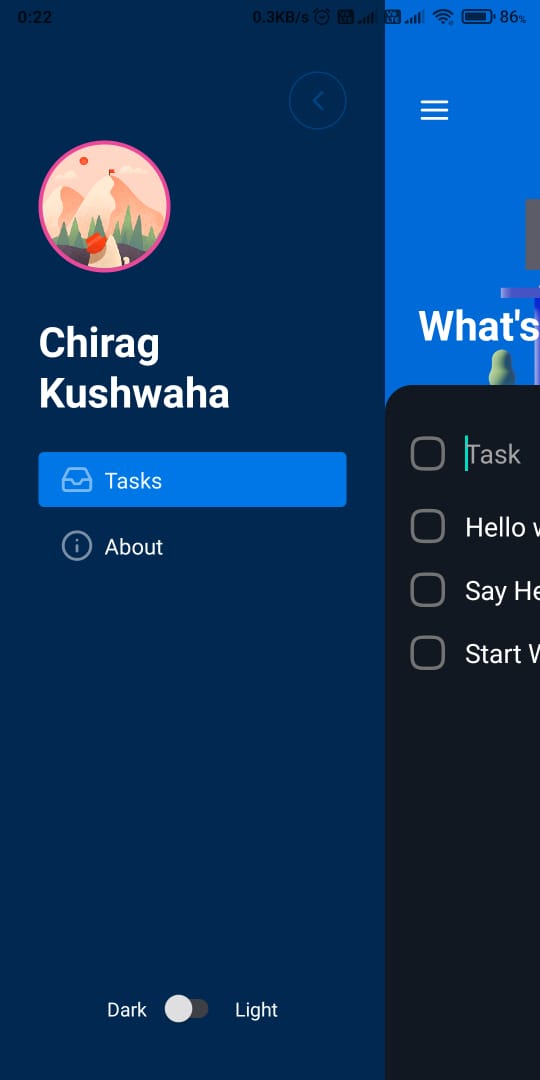 0:22
0.3KB/s
86%
Chirag
Kushwaha
Tasks
About
Dark
Light
What's
Task
Hello w
Say He
Start W